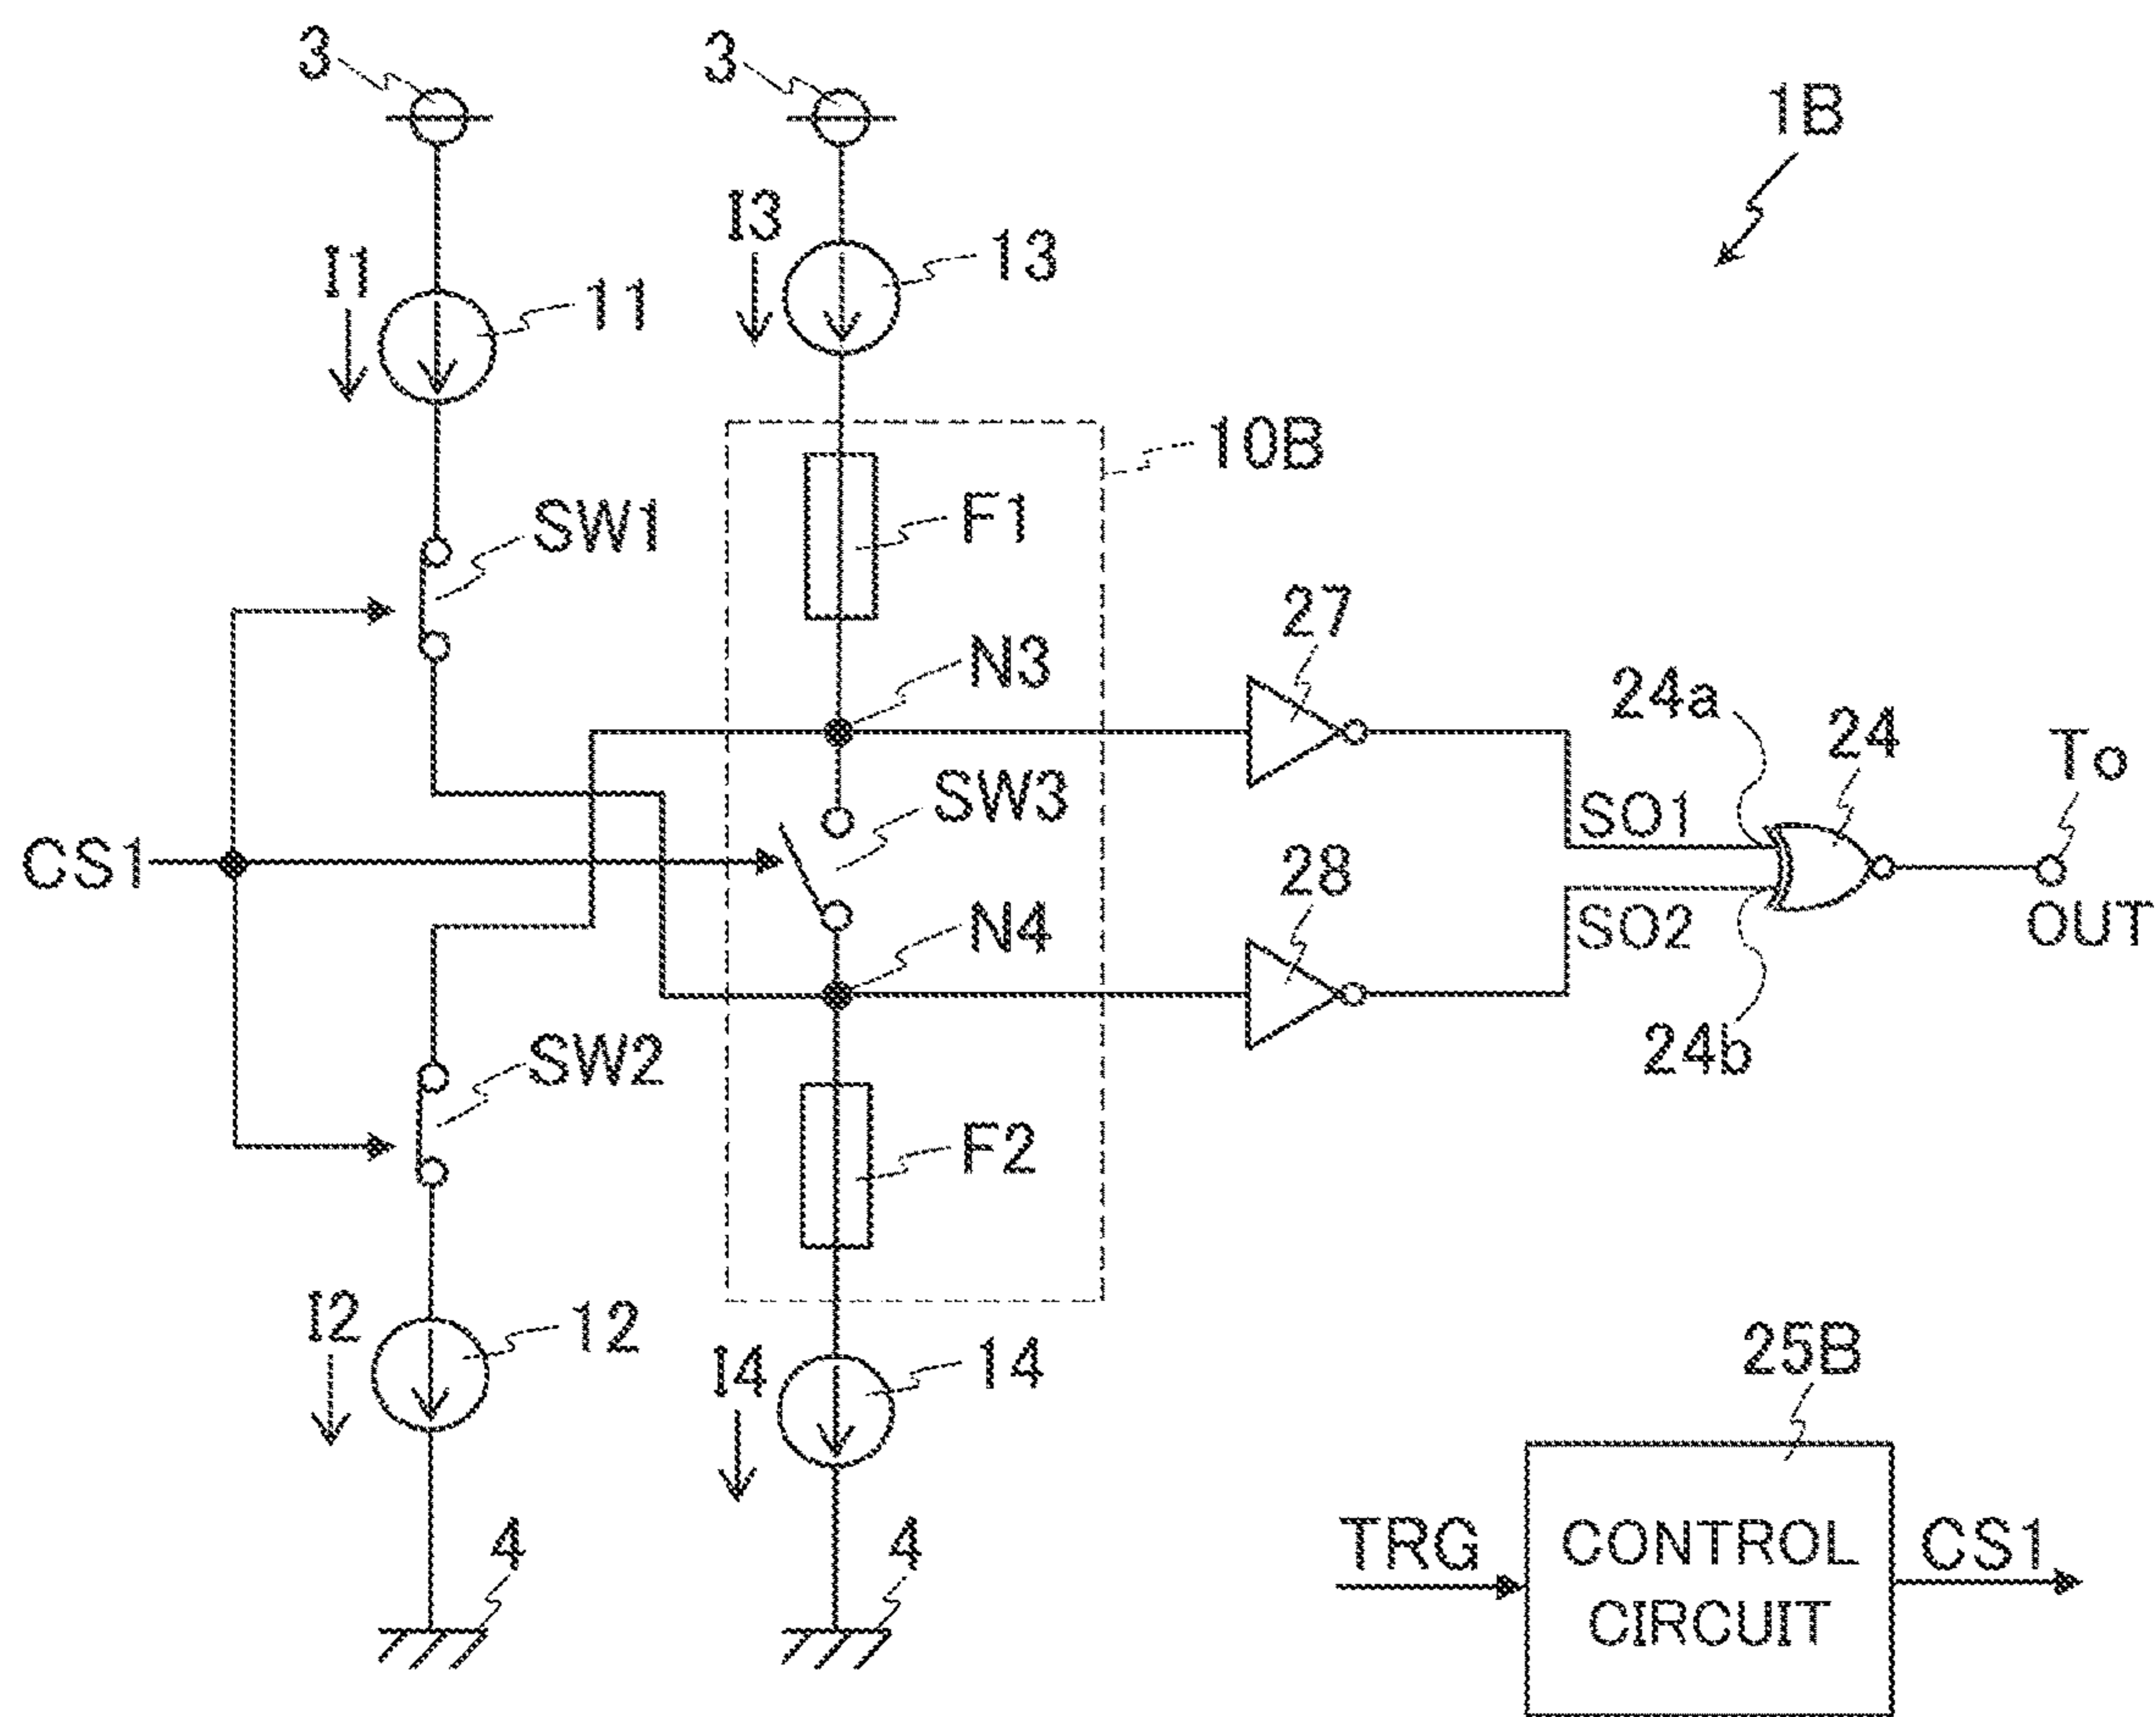 3
3
1B
I3
13
I1
11
10B
F1
SW1
27
N3
24a
24
To
SW3
SO1
CS1
28
SO2
OUT
N4
24b
SW2
F2
I2
12
I4
14
25B
4
4
TRG
CONTROL
CIRCUIT
CS1